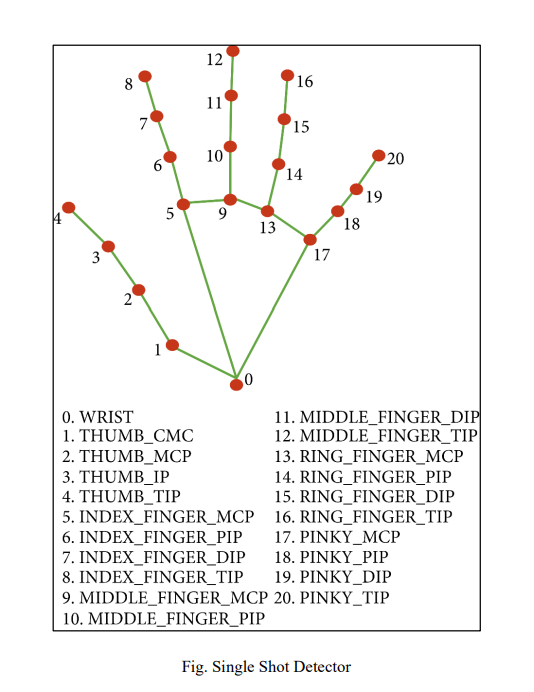 12
8
16
11
7
15
10
6
14
20
19
4
5
9
13
18
3
17
2
1
0
0. WRIST
1. THUMB_CMC
2. THUMB_MCP
3. THUMB_IP
4. THUMB_TIP
5. INDEX_FINGER_MCP
6. INDEX_FINGER_PIP
7. INDEX_FINGER_DIP
8. INDEX_FINGER_TIP
9. MIDDLE_FINGER_MCP
10. MIDDLE_FINGER_PIP
11. MIDDLE_FINGER_DIP
12. MIDDLE_FINGER_TIP
13. RING_FINGER_MCP
14. RING_FINGER_PIP
15. RING_FINGER_DIP
16. RING_FINGER_TIP
17. PINKY_MCP
18. PINKY_PIP
19. PINKY_DIP
20. PINKY_TIP
Fig. Single Shot Detector